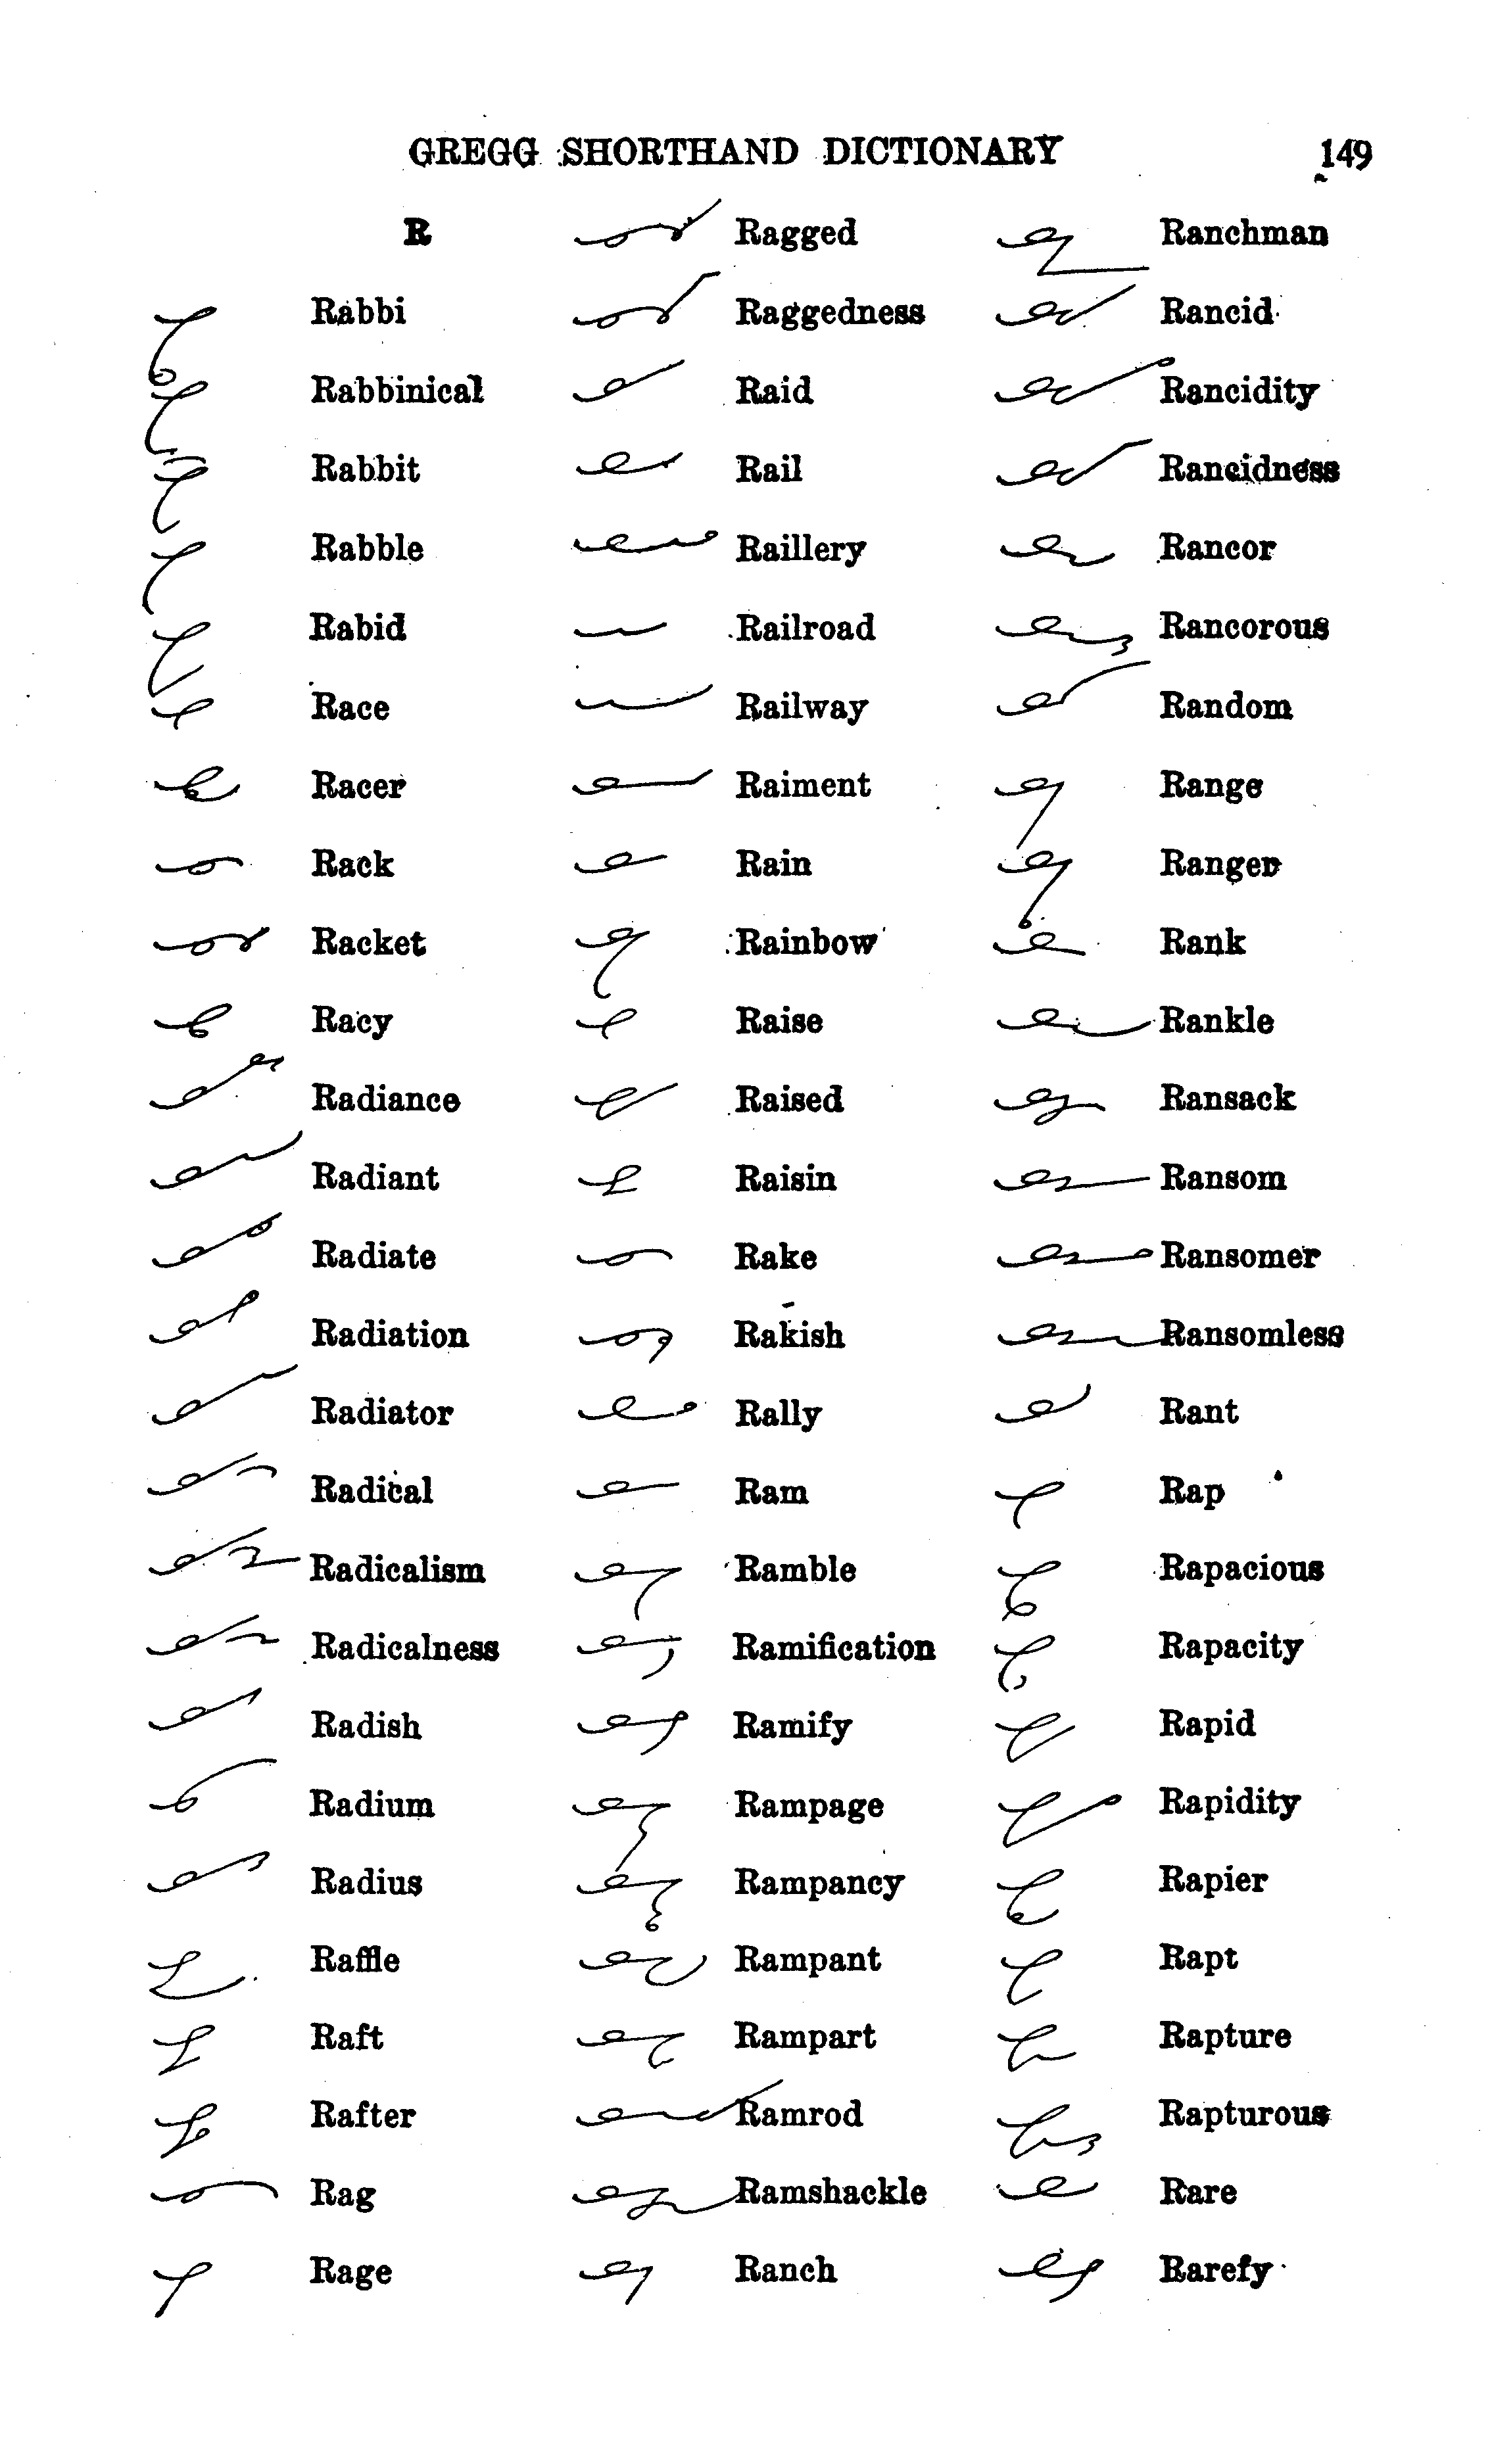 GREGG SHORTHAND DICTIONARY 149
R
Rabbi
Rabbinical
Rabbit
Rabble
Rabid
Race
Racer
Rack
Racket
Racy
Radiance
Radiant
Radiate
Radiation
Radiator
Radical
Radicalism
Radicalness
Radish
Radium
Radius
Raffle
Raft
Rafter
Rag
Rage
Ragged
Raggedness
Raid
Rail
Raillery
Railroad
Railway
Raiment
Rain
Rainbow
Raise
Raised
Raisin
Rake
Rakish
Rally
Ram
Ramble
Ramification
Ramify
Rampage
Rampancy
Rampant
Rampart
Ramrod
Ramshackle
Ranch
Ranchman
Rancid
Rancidity
Rancidness
Rancor
Rancorous
Random
Range
Ranger
Rank
Rankle
Ransack
Ransom
Ransomer
Ransomless
Rant
Rap
Rapacious
Rapacity
Rapid
Rapidity
Rapier
Rapt
Rapture
Rapturous
Rare
Rarefy